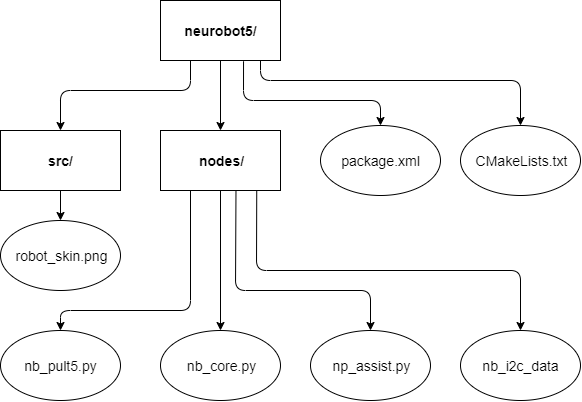 neurobot5/
src/
nodes/
package.xml
CMakeLists.txt
robot_skin.png
nb_pult5.py
nb_core.py
np_assist.py
nb_i2c_data